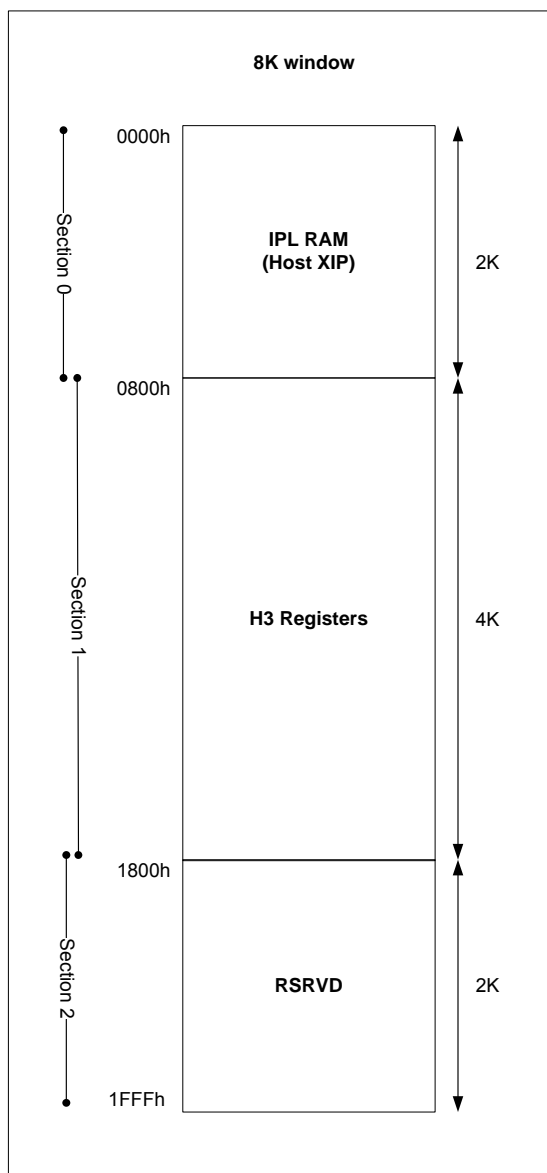 8K window
0000h
Section 0
IPL RAM
(Host XIP)
2K
0800h
Section 1
H3 Registers
4K
1800h
Section 2
RSRVD
2K
1FFFh